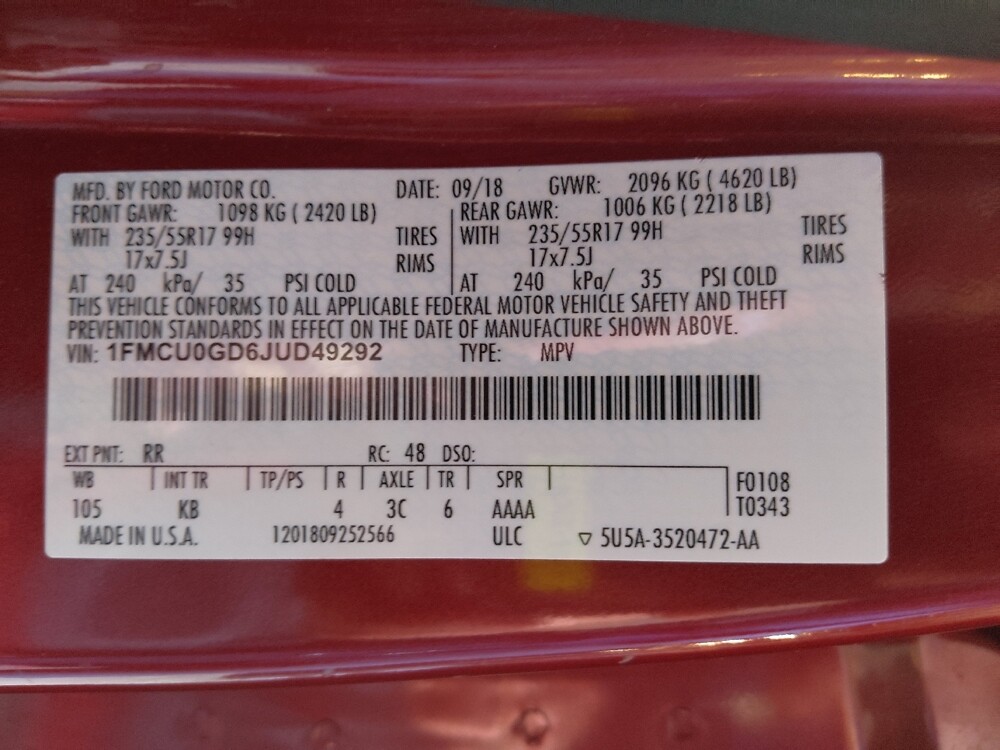 MFD. BY FORD MOTOR CO. DATE: 09/18 GVWR: 2096 KG ( 4620 LB)
FRONT GAWR: 1098 KG ( 2420 LB) REAR GAWR: 1006 KG ( 2218 LB)
WITH 235/55R17 99H TIRES WITH 235/55R17 99H TIRES
17x7.5J RIMS 17x7.5J RIMS
AT 240 kPa/ 35 PSI COLD AT 240 kPa/ 35 PSI COLD
THIS VEHICLE CONFORMS TO ALL APPLICABLE FEDERAL MOTOR VEHICLE SAFETY AND THEFT
PREVENTION STANDARDS IN EFFECT ON THE DATE OF MANUFACTURE SHOWN ABOVE.
VIN: 1FMCU0GD6JUD49292 TYPE: MPV
EXT PNT: RR RC: 48 DSO:
WB INT TR TP/PS R AXLE TR SPR F0108
105 KB 4 3C 6 AAAA T0343
MADE IN U.S.A. 1201809252566 ULC ▽ 5U5A-3520472-AA